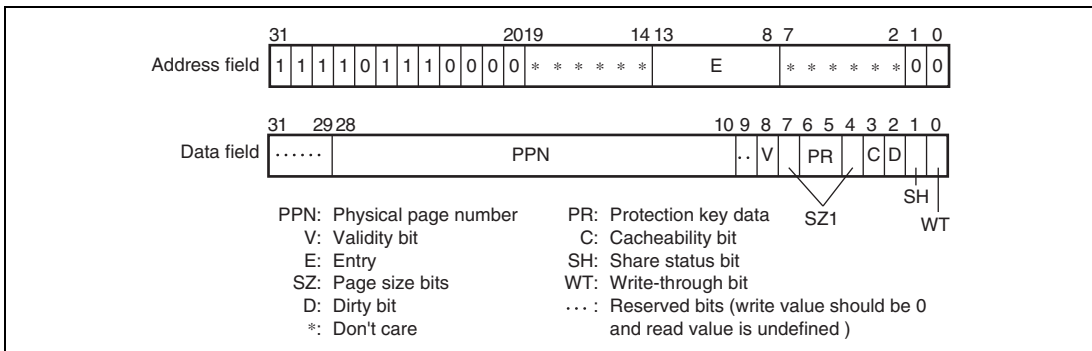 31 2019 14 13 8 7 2 1 0
Address field 1 1 1 1 0 1 1 1 0 0 0 0 * * * * * * E * * * * * * 0 0
31 29 28 10 9 8 7 6 5 4 3 2 1 0
Data field ...... PPN .. V PR C D
SZ1 SH WT
PPN: Physical page number PR: Protection key data
V: Validity bit C: Cacheability bit
E: Entry SH: Share status bit
SZ: Page size bits WT: Write-through bit
D: Dirty bit ... : Reserved bits (write value should be 0
*: Don't care and read value is undefined )